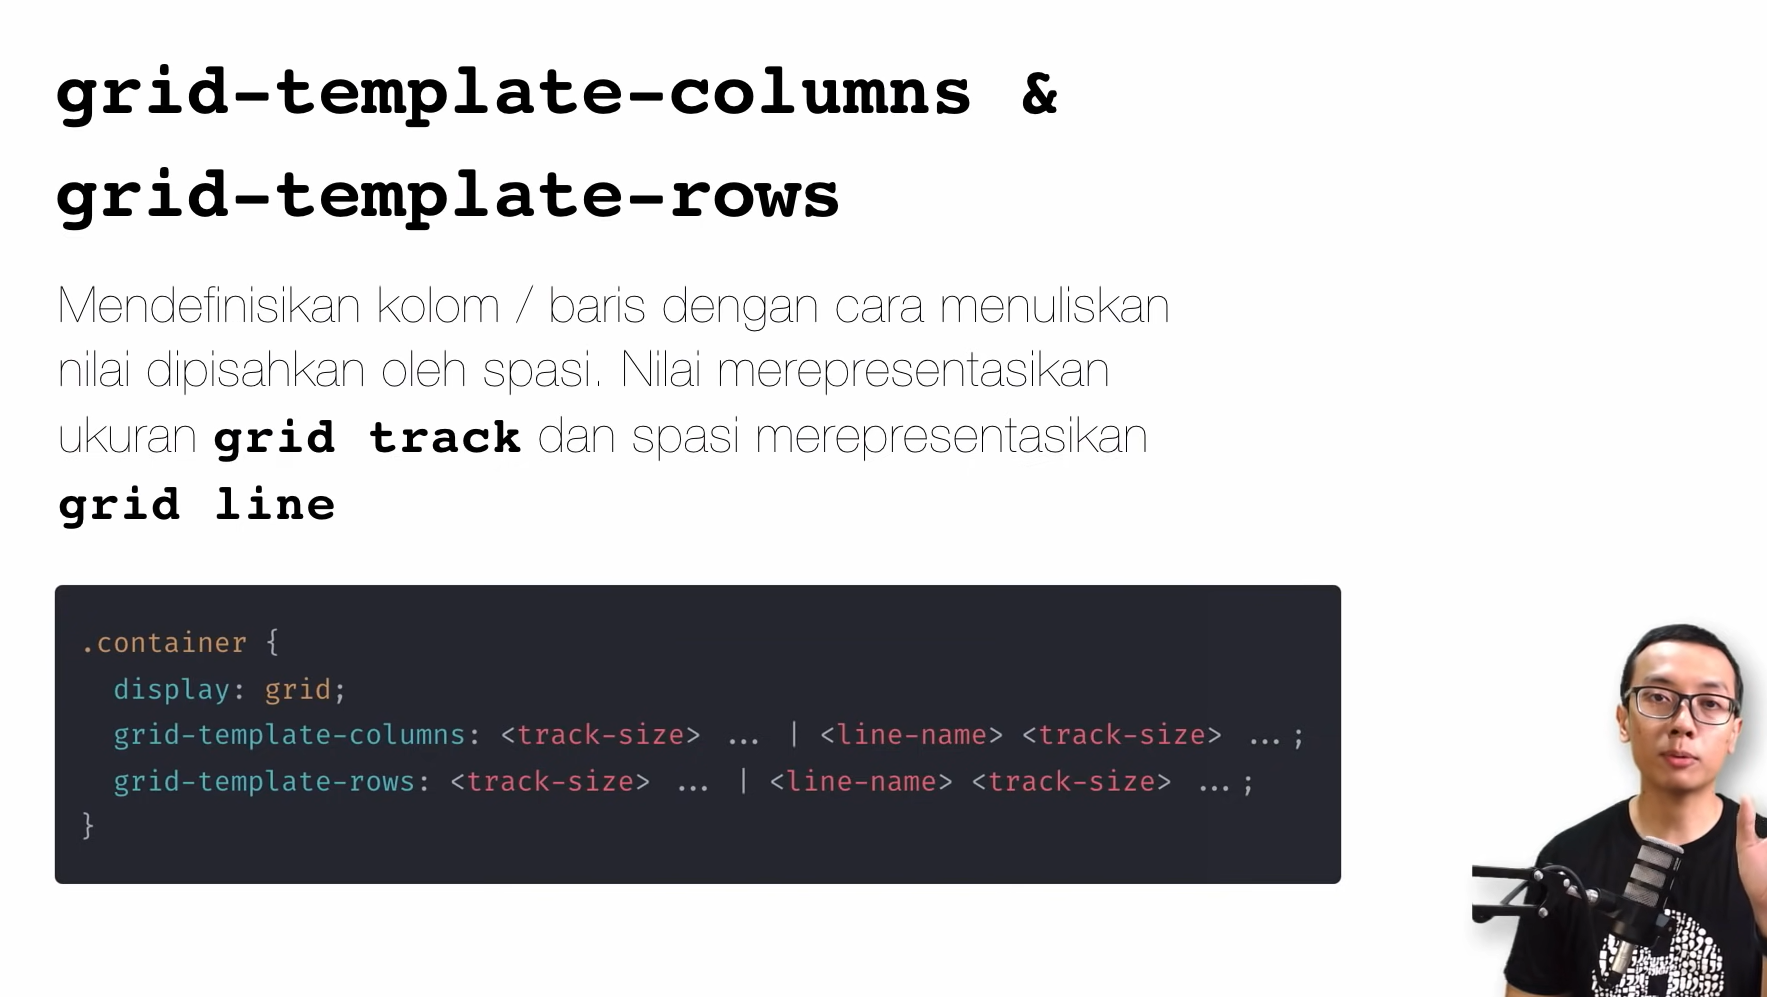 grid-template-columns &
grid-template-rows
Mendefinisikan kolom / baris dengan cara menuliskan
nilai dipisahkan oleh spasi. Nilai merepresentasikan
ukuran grid track dan spasi merepresentasikan
grid line
.container {
  display: grid;
  grid-template-columns: <track-size> ... | <line-name> <track-size> ...;
  grid-template-rows: <track-size> ... | <line-name> <track-size> ...;
}